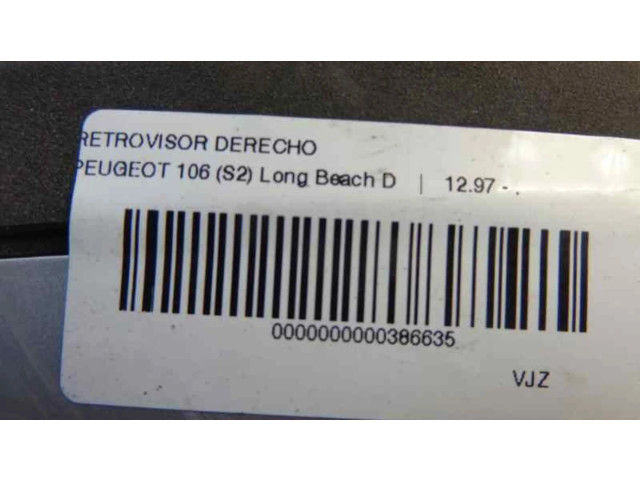 RETROVISOR DERECHO
PEUGEOT 106 (S2) Long Beach D | 12.97 - .
0000000000386635
VJZ